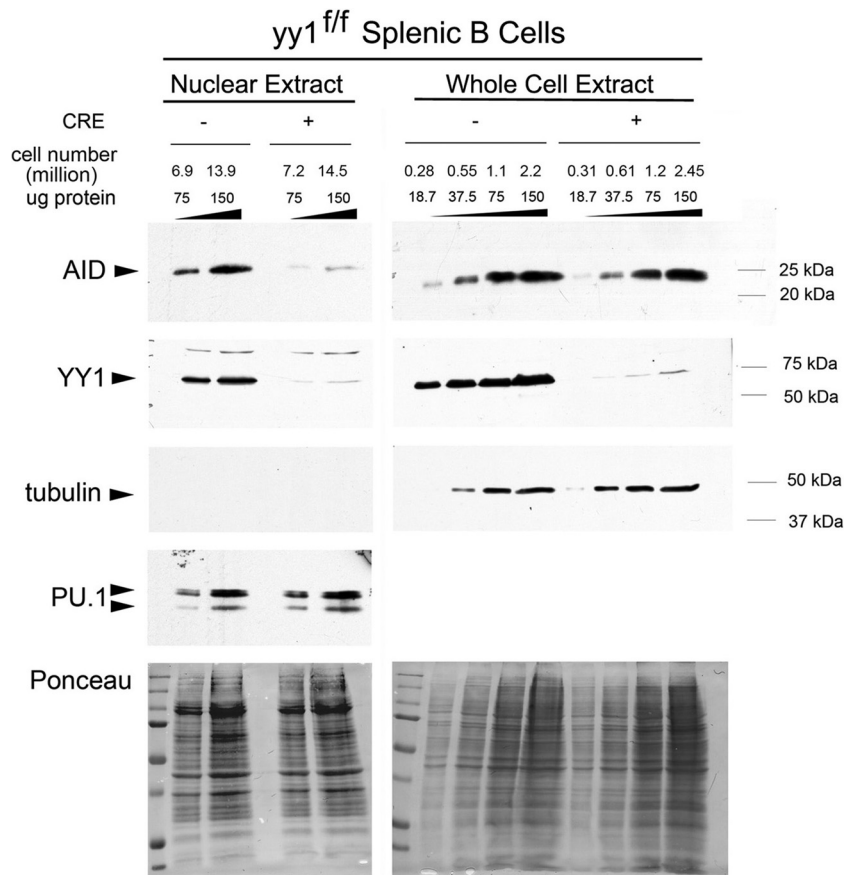 yy1 f/f Splenic B Cells
Nuclear Extract Whole Cell Extract
CRE - + - +
cell number
(million) 6.9 13.9 7.2 14.5 0.28 0.55 1.1 2.2 0.31 0.61 1.2 2.45
ug protein 75 150 75 150 18.7 37.5 75 150 18.7 37.5 75 150
AID 25 kDa
20 kDa
YY1 75 kDa
50 kDa
tubulin 50 kDa
37 kDa
PU.1
Ponceau